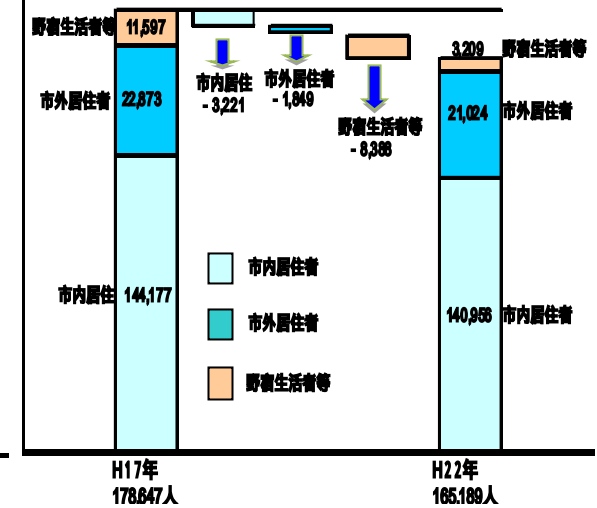 野宿生活者等
11,597
市外居住者
22,873
市内居住
144,177
市内居住
- 3,221
市外居住者
- 1,849
野宿生活者等
- 8,388
3,209
野宿生活者等
21,024
市外居住者
140,956
市内居住者
市内居住者
市外居住者
野宿生活者等
H17年
178,647人
H22年
165,189人